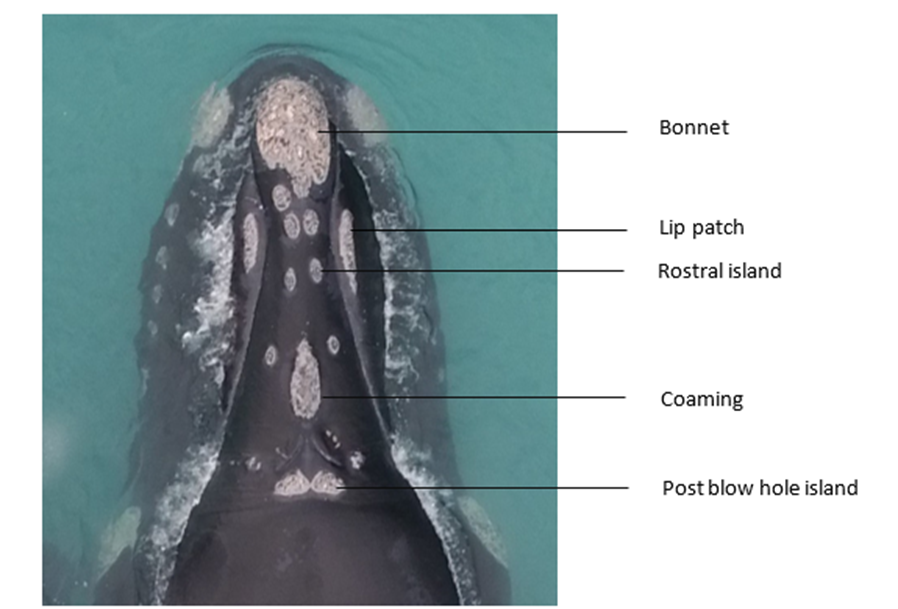 Bonnet
Lip patch
Rostral island
Coaming
Post blow hole island